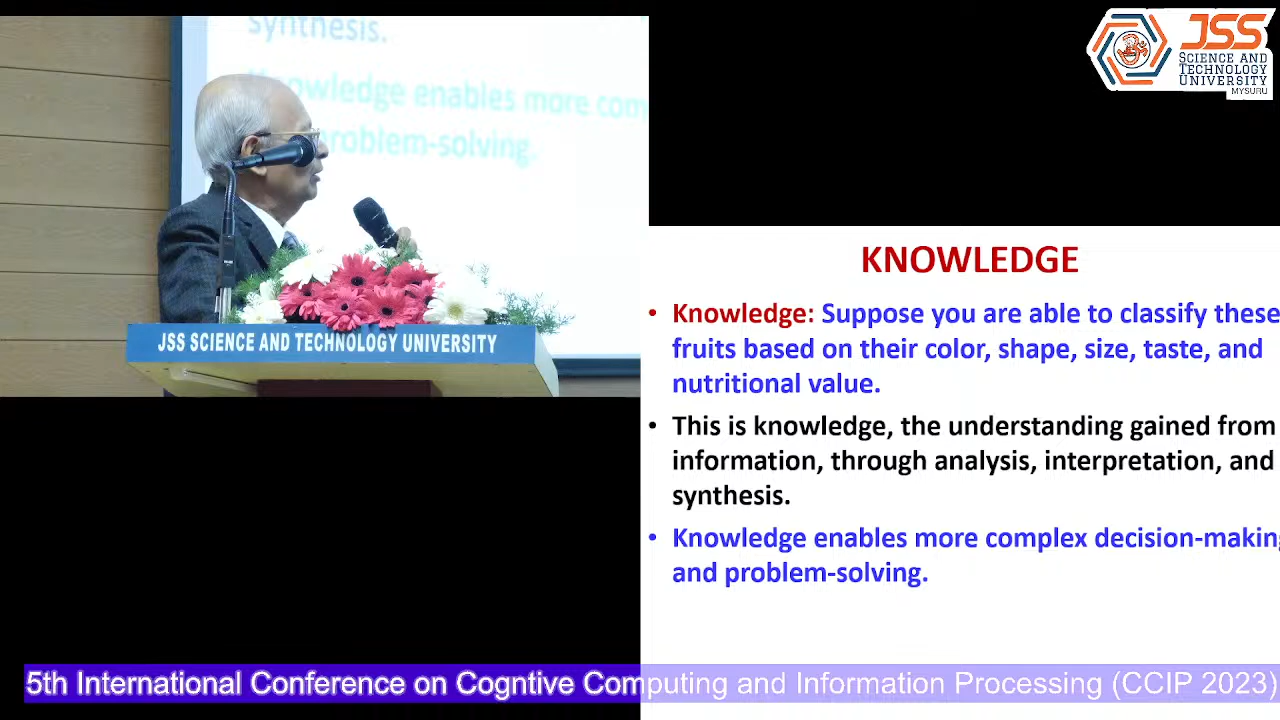 synthesis.
Knowledge enables more com
problem-solving.
JSS SCIENCE AND TECHNOLOGY UNIVERSITY
JSS
SCIENCE AND
TECHNOLOGY
UNIVERSITY
MYSURU
KNOWLEDGE
• Knowledge: Suppose you are able to classify these
fruits based on their color, shape, size, taste, and
nutritional value.
• This is knowledge, the understanding gained from
information, through analysis, interpretation, and
synthesis.
• Knowledge enables more complex decision-making
and problem-solving.
5th International Conference on Cogntive Computing and Information Processing (CCIP 2023)